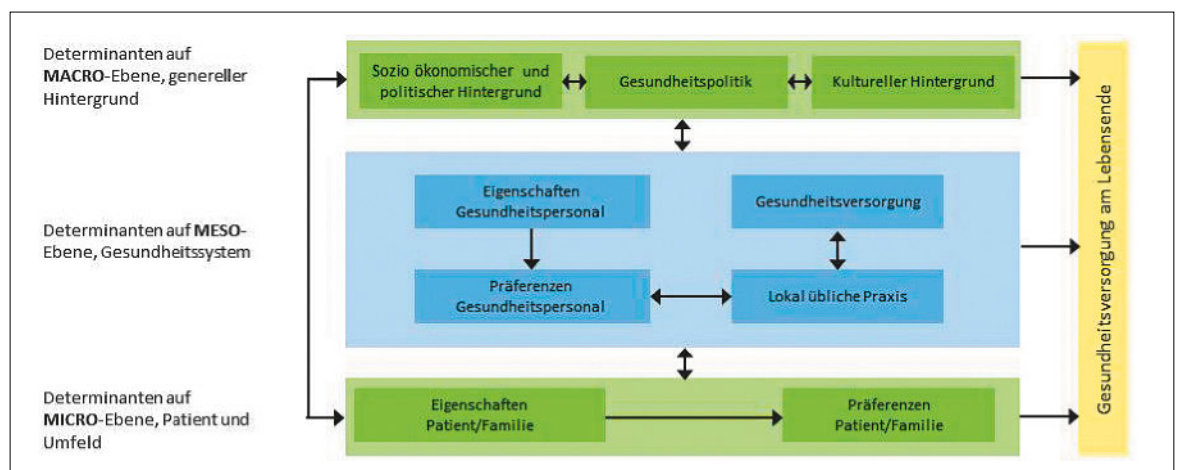 Determinanten auf
MACRO-Ebene, genereller
Hintergrund
Sozio ökonomischer und
politischer Hintergrund
Gesundheitspolitik
Kultureller Hintergrund
Determinanten auf MESO-
Ebene, Gesundheitssystem
Eigenschaften
Gesundheitspersonal
Gesundheitsversorgung
Präferenzen
Gesundheitspersonal
Lokal übliche Praxis
Determinanten auf
MICRO-Ebene, Patient und
Umfeld
Eigenschaften
Patient/Familie
Präferenzen
Patient/Familie
Gesundheitsversorgung am Lebensende